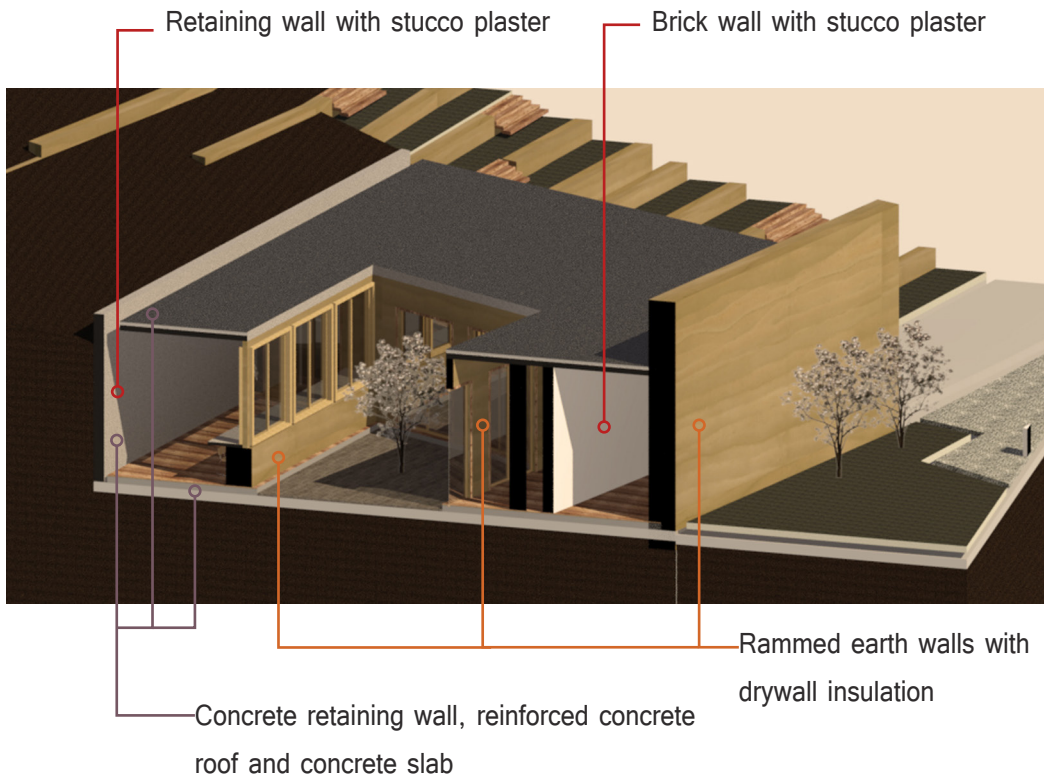 Retaining wall with stucco plaster
Brick wall with stucco plaster
Rammed earth walls with
drywall insulation
Concrete retaining wall, reinforced concrete
roof and concrete slab